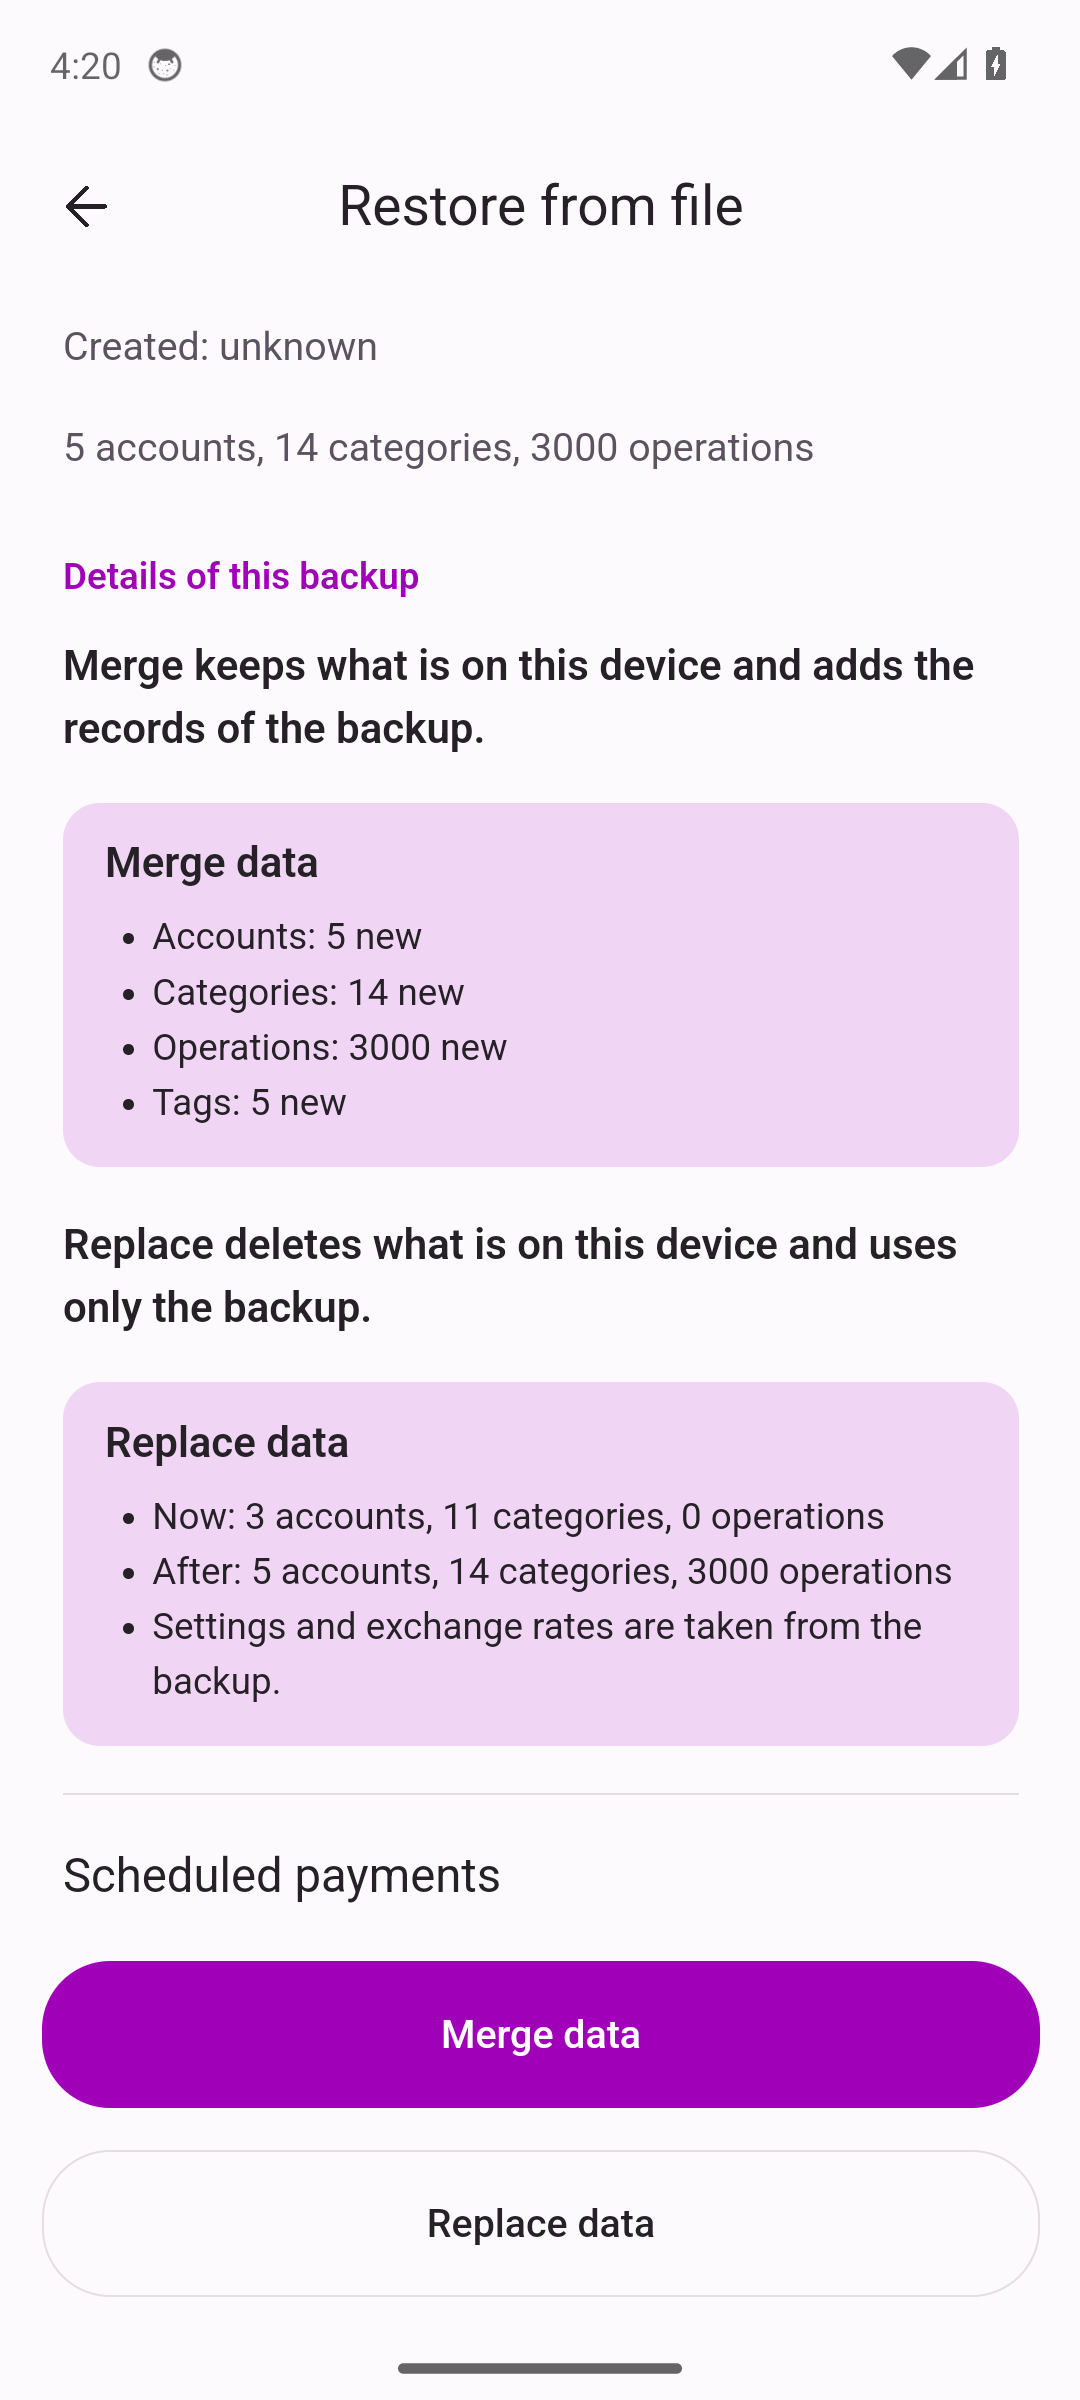 4:20
Restore from file
Created: unknown
5 accounts, 14 categories, 3000 operations
Details of this backup
Merge keeps what is on this device and adds the
records of the backup.
Merge data
• Accounts: 5 new
• Categories: 14 new
• Operations: 3000 new
• Tags: 5 new
Replace deletes what is on this device and uses
only the backup.
Replace data
• Now: 3 accounts, 11 categories, 0 operations
• After: 5 accounts, 14 categories, 3000 operations
• Settings and exchange rates are taken from the
backup.
Scheduled payments
Merge data
Replace data